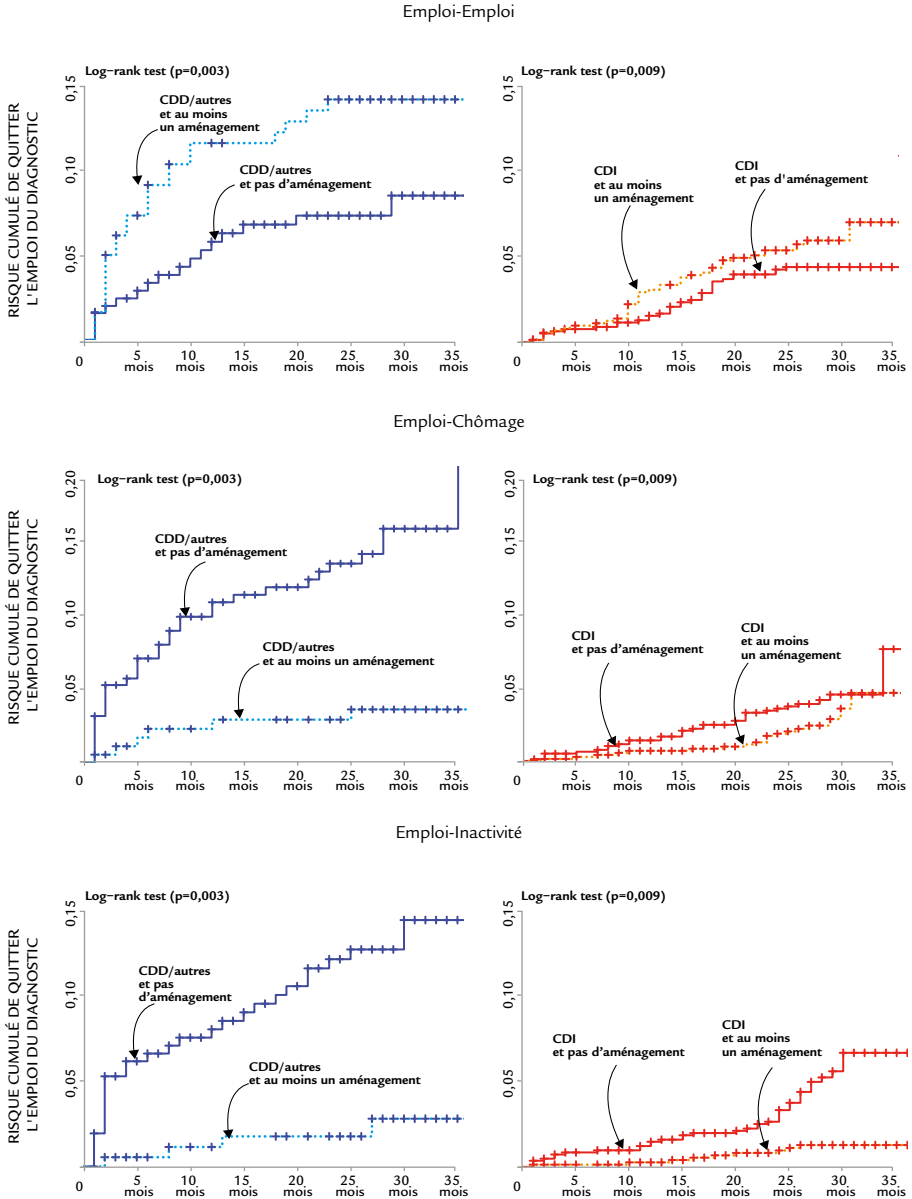 Emploi-Emploi
RISQUE CUMULÉ DE QUITTER
L'EMPLOI DU DIAGNOSTIC
Log-rank test (p=0,003)
0,15
0,10
0,05
0
CDD/autres
et au moins
un aménagement
CDD/autres
et pas d'aménagement
5 10 15 20 25 30 35
mois mois mois mois mois mois mois
Log-rank test (p=0,009)
0,15
0,10
0,05
0
CDI
et au moins
un aménagement
CDI
et pas d'aménagement
5 10 15 20 25 30 35
mois mois mois mois mois mois mois
Emploi-Chômage
RISQUE CUMULÉ DE QUITTER
L'EMPLOI DU DIAGNOSTIC
Log-rank test (p=0,003)
0,20
0,15
0,10
0,05
0
CDD/autres
et pas d'aménagement
CDD/autres
et au moins un aménagement
5 10 15 20 25 30 35
mois mois mois mois mois mois mois
Log-rank test (p=0,009)
0,20
0,15
0,10
0,05
0
CDI
et pas d'aménagement
CDI
et au moins
un aménagement
5 10 15 20 25 30 35
mois mois mois mois mois mois mois
Emploi-Inactivité
RISQUE CUMULÉ DE QUITTER
L'EMPLOI DU DIAGNOSTIC
Log-rank test (p=0,003)
0,15
0,10
0,05
0
CDD/autres
et pas
d'aménagement
CDD/autres
et au moins un aménagement
5 10 15 20 25 30 35
mois mois mois mois mois mois mois
Log-rank test (p=0,009)
0,15
0,10
0,05
0
CDI
et pas d'aménagement
CDI
et au moins
un aménagement
5 10 15 20 25 30 35
mois mois mois mois mois mois mois